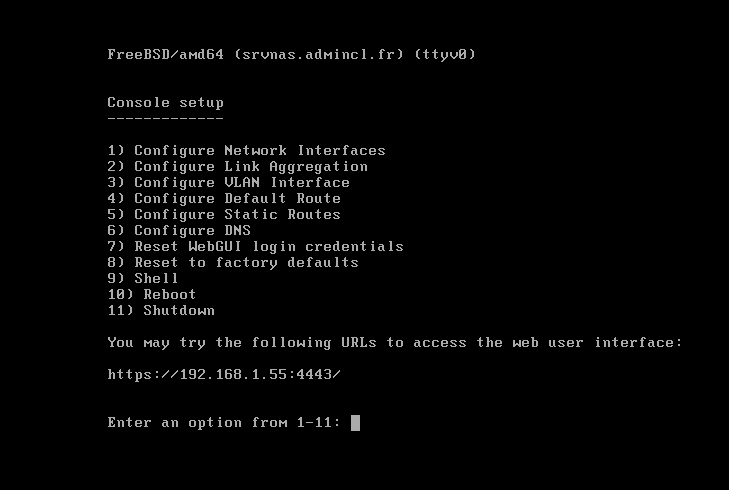 FreeBSD/amd64 (srvnas.admincl.fr) (ttyv0)
Console setup
-------------
1) Configure Network Interfaces
2) Configure Link Aggregation
3) Configure VLAN Interface
4) Configure Default Route
5) Configure Static Routes
6) Configure DNS
7) Reset WebGUI login credentials
8) Reset to factory defaults
9) Shell
10) Reboot
11) Shutdown
You may try the following URLs to access the web user interface:
https://192.168.1.55:4443/
Enter an option from 1-11: